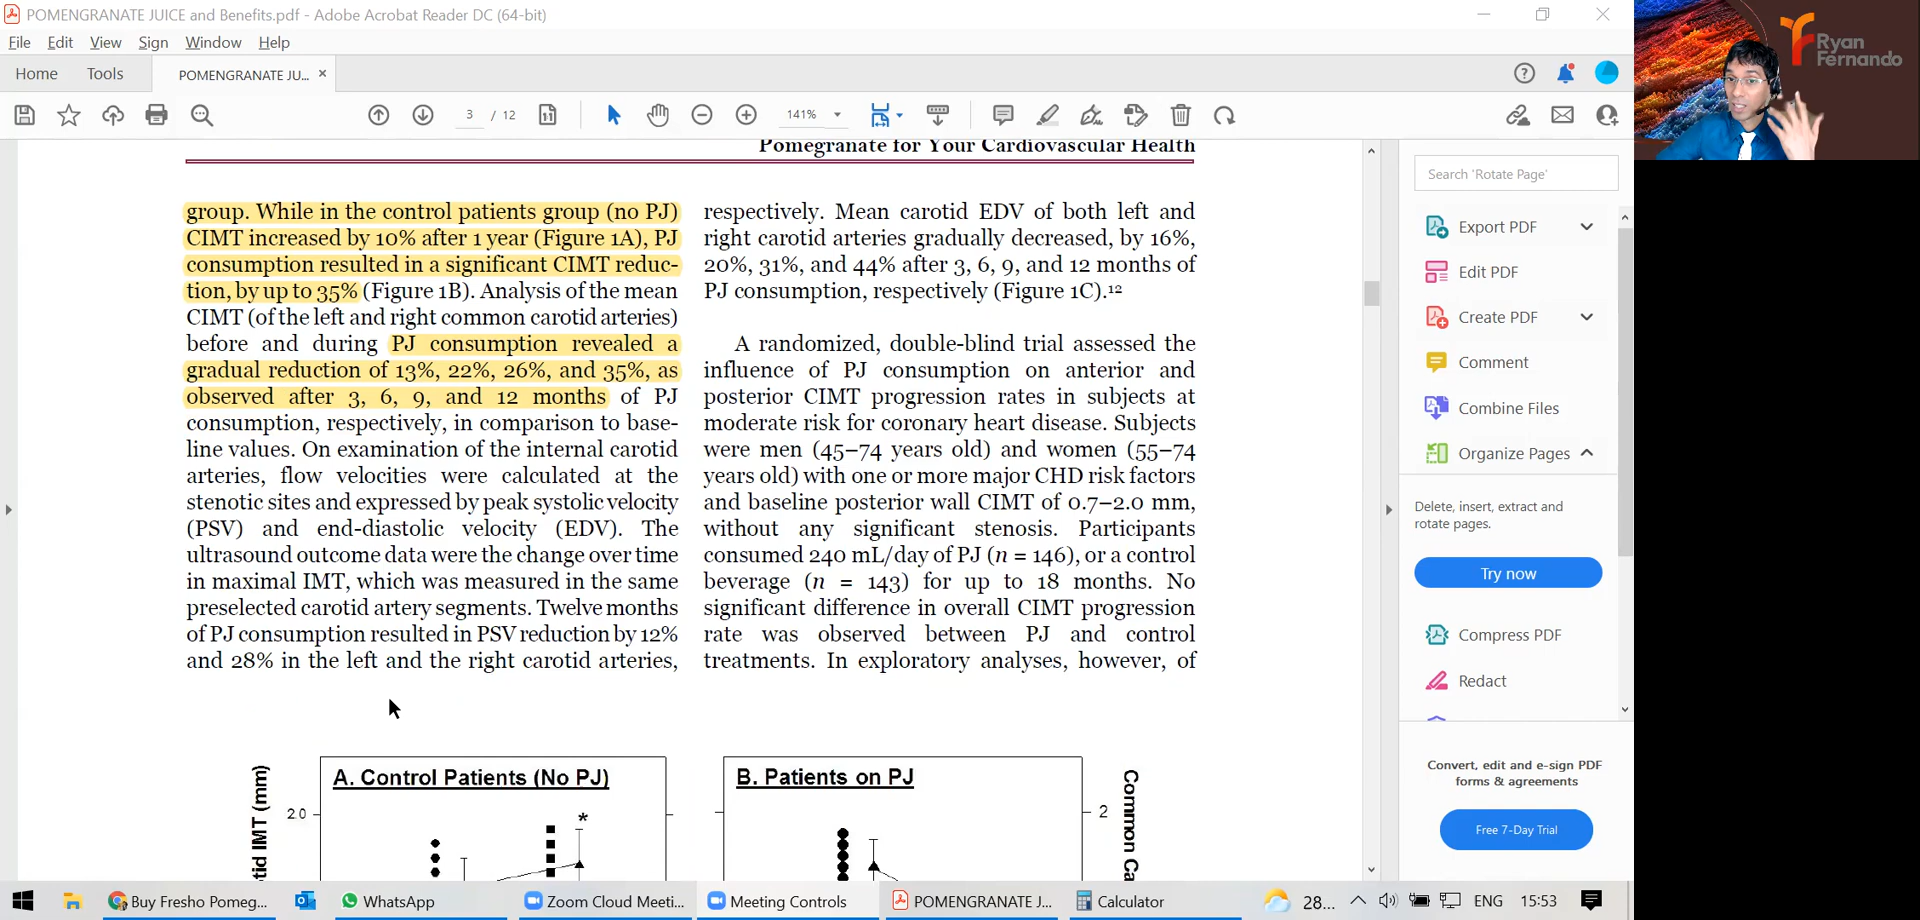 POMENGRANATE JUICE and Benefits.pdf - Adobe Acrobat Reader DC (64-bit)
File Edit View Sign Window Help
Home Tools POMENGRANATE JU... ×
3 / 12 141%
Ryan
Fernando
Pomegranate for Your Cardiovascular Health
group. While in the control patients group (no PJ)
CIMT increased by 10% after 1 year (Figure 1A), PJ
consumption resulted in a significant CIMT reduc-
tion, by up to 35% (Figure 1B). Analysis of the mean
CIMT (of the left and right common carotid arteries)
before and during PJ consumption revealed a
gradual reduction of 13%, 22%, 26%, and 35%, as
observed after 3, 6, 9, and 12 months of PJ
consumption, respectively, in comparison to base-
line values. On examination of the internal carotid
arteries, flow velocities were calculated at the
stenotic sites and expressed by peak systolic velocity
(PSV) and end-diastolic velocity (EDV). The
ultrasound outcome data were the change over time
in maximal IMT, which was measured in the same
preselected carotid artery segments. Twelve months
of PJ consumption resulted in PSV reduction by 12%
and 28% in the left and the right carotid arteries,
respectively. Mean carotid EDV of both left and
right carotid arteries gradually decreased, by 16%,
20%, 31%, and 44% after 3, 6, 9, and 12 months of
PJ consumption, respectively (Figure 1C).¹²
A randomized, double-blind trial assessed the
influence of PJ consumption on anterior and
posterior CIMT progression rates in subjects at
moderate risk for coronary heart disease. Subjects
were men (45–74 years old) and women (55–74
years old) with one or more major CHD risk factors
and baseline posterior wall CIMT of 0.7–2.0 mm,
without any significant stenosis. Participants
consumed 240 mL/day of PJ (n = 146), or a control
beverage (n = 143) for up to 18 months. No
significant difference in overall CIMT progression
rate was observed between PJ and control
treatments. In exploratory analyses, however, of
A. Control Patients (No PJ)
2.0
*
IMT (mm)
B. Patients on PJ
2
Common
Search 'Rotate Page'
Export PDF
Edit PDF
Create PDF
Comment
Combine Files
Organize Pages
Delete, insert, extract and
rotate pages.
Try now
Compress PDF
Redact
Convert, edit and e-sign PDF
forms & agreements
Free 7-Day Trial
Buy Fresho Pomeg... WhatsApp Zoom Cloud Meeti... Meeting Controls POMENGRANATE J... Calculator 28... ENG 15:53